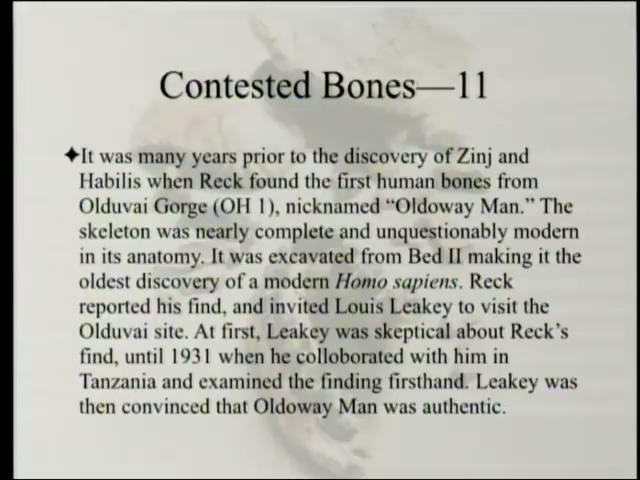 Contested Bones—11
✦It was many years prior to the discovery of Zinj and
Habilis when Reck found the first human bones from
Olduvai Gorge (OH 1), nicknamed “Oldoway Man.” The
skeleton was nearly complete and unquestionably modern
in its anatomy. It was excavated from Bed II making it the
oldest discovery of a modern Homo sapiens. Reck
reported his find, and invited Louis Leakey to visit the
Olduvai site. At first, Leakey was skeptical about Reck’s
find, until 1931 when he colloborated with him in
Tanzania and examined the finding firsthand. Leakey was
then convinced that Oldoway Man was authentic.